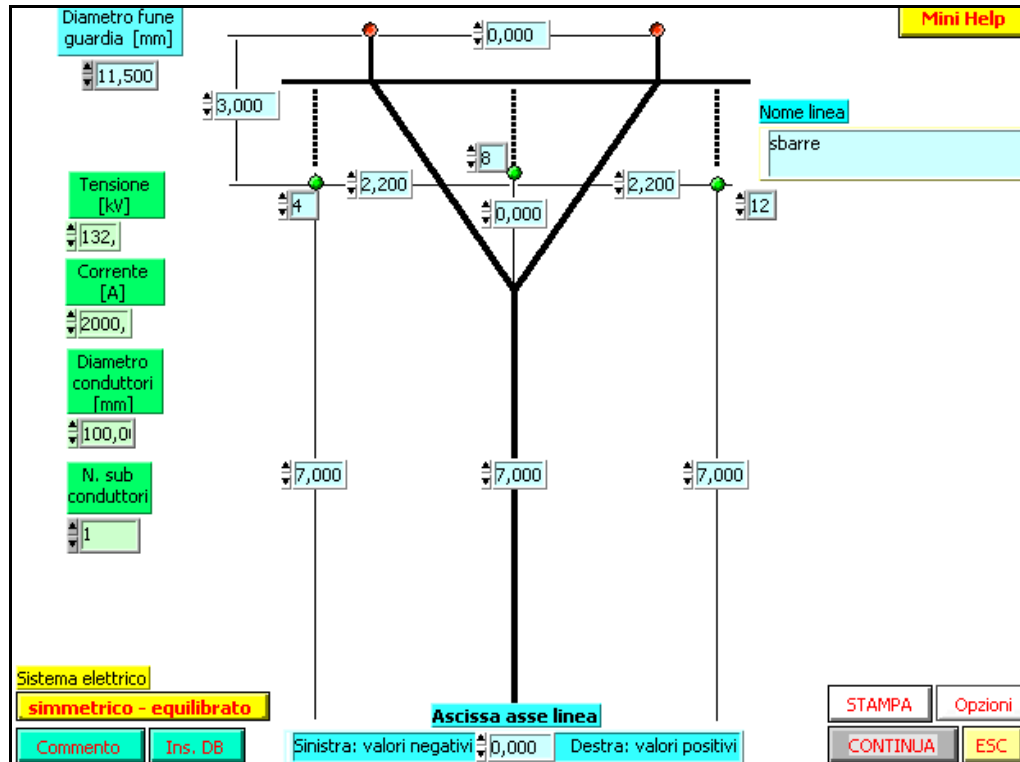 Diametro fune
guardia [mm]
11,500
0,000
Mini Help
3,000
Nome linea
sbarre
8
2,200
2,200
4
0,000
12
Tensione
[kV]
132,
Corrente
[A]
2000,
Diametro
conduttori
[mm]
100,0
7,000
7,000
7,000
N. sub
conduttori
1
Sistema elettrico
simmetrico - equilibrato
Commento
Ins. DB
Ascissa asse linea
Sinistra: valori negativi
0,000
Destra: valori positivi
STAMPA
Opzioni
CONTINUA
ESC